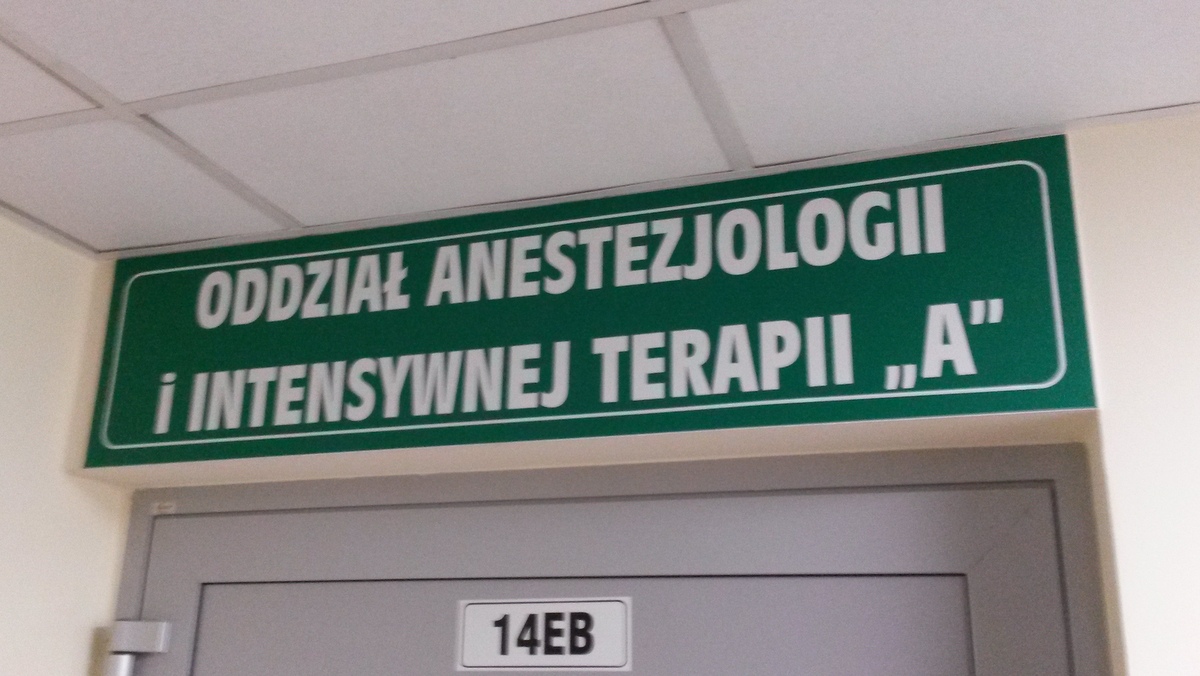 ODDZIAŁ ANESTEZJOLOGII
i INTENSYWNEJ TERAPII „A”
14EB